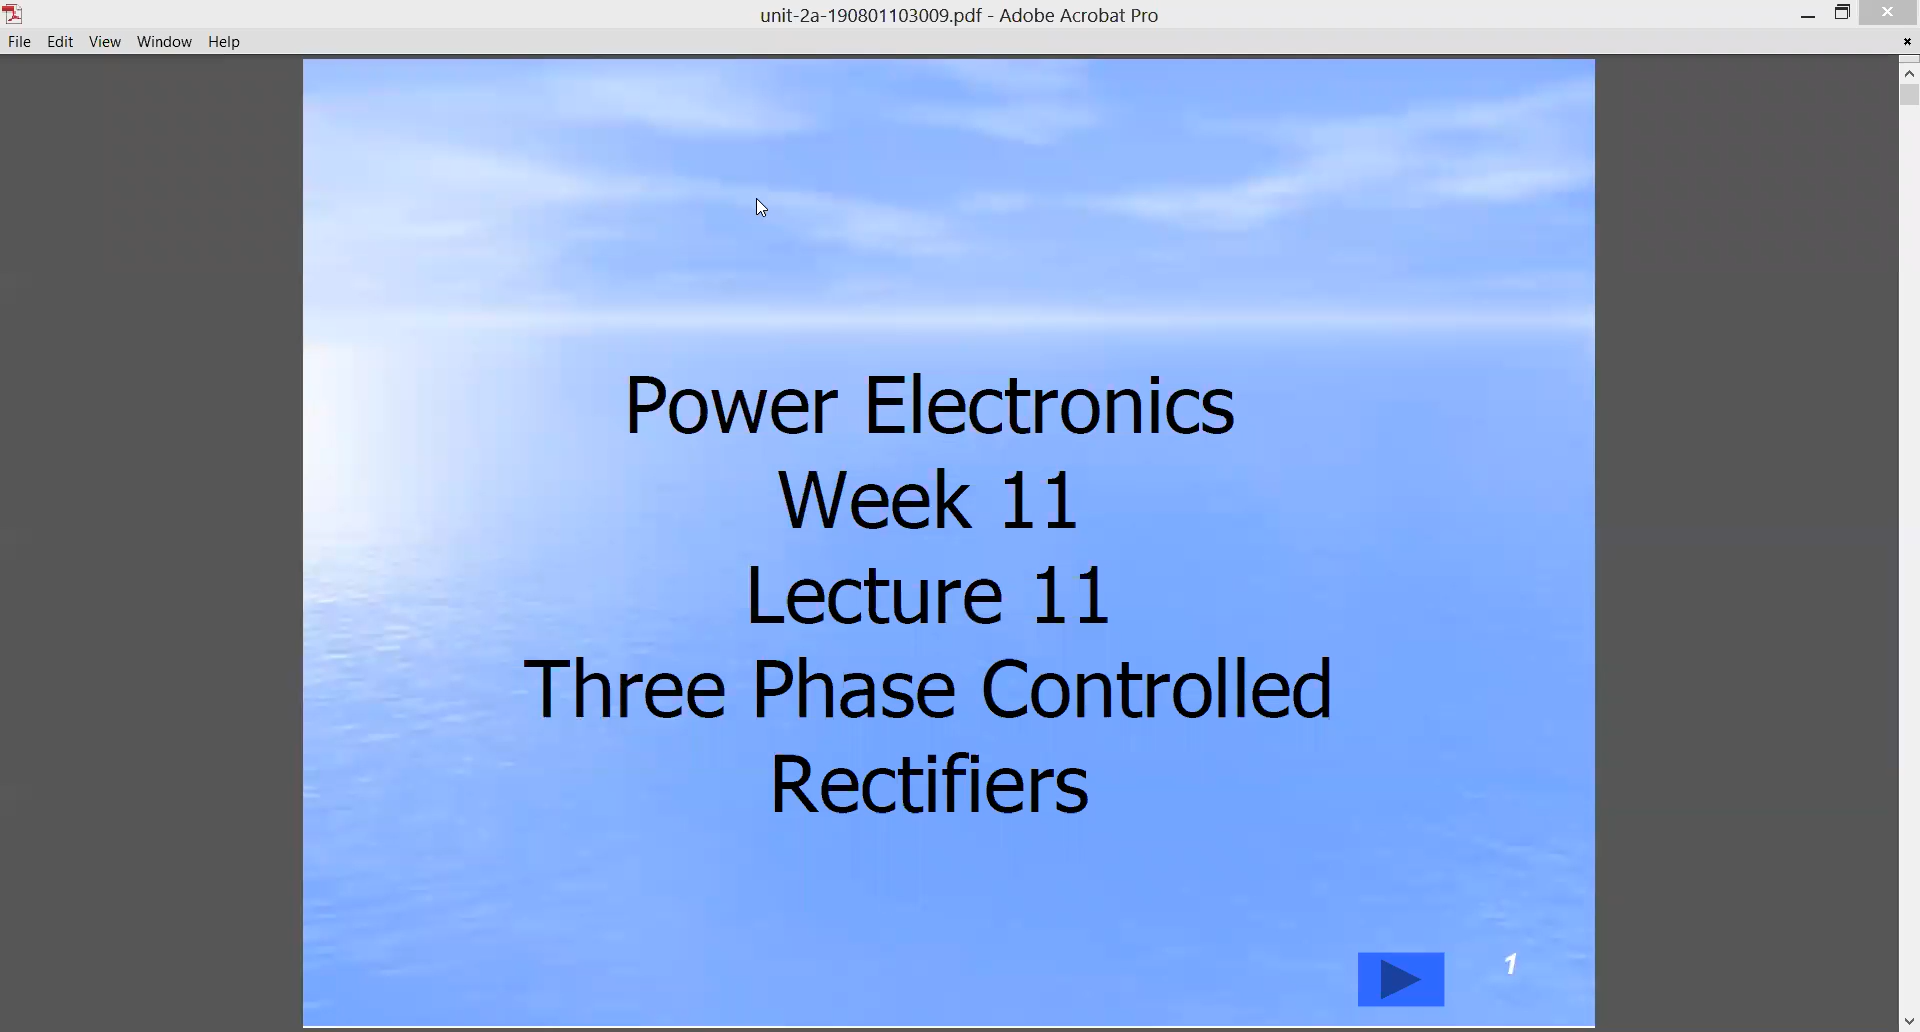 unit-2a-190801103009.pdf - Adobe Acrobat Pro
File Edit View Window Help
Power Electronics
Week 11
Lecture 11
Three Phase Controlled
Rectifiers
1